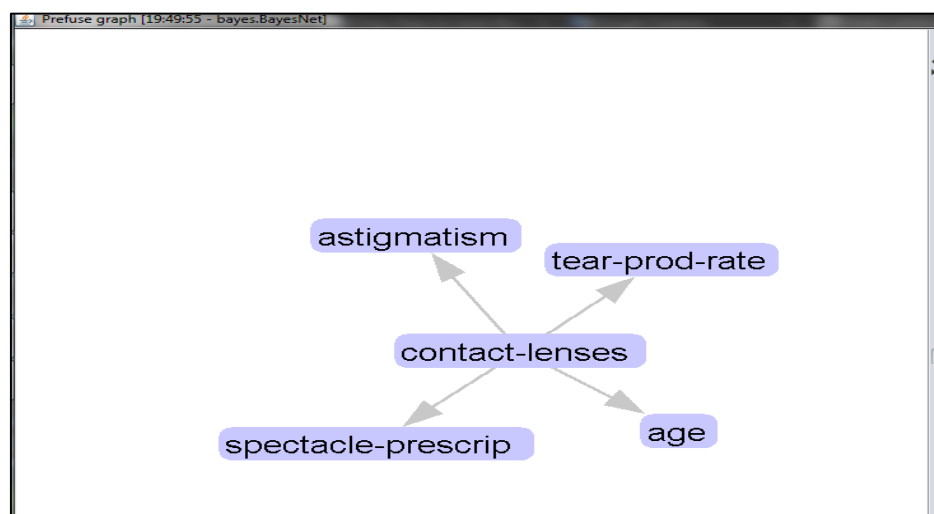 Prefuse graph [19:49:55 - bayes.BayesNet]
astigmatism
tear-prod-rate
contact-lenses
age
spectacle-prescrip